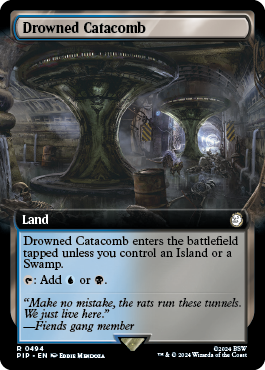 Drowned Catacomb
Land
Drowned Catacomb enters the battlefield
tapped unless you control an Island or a
Swamp.
: Add or .
“Make no mistake, the rats run these tunnels.
We just live here.”
—Fiends gang member
R 0494
PIP • EN Eddie Mendoza
©2024 BSW
™ & © 2024 Wizards of the Coast